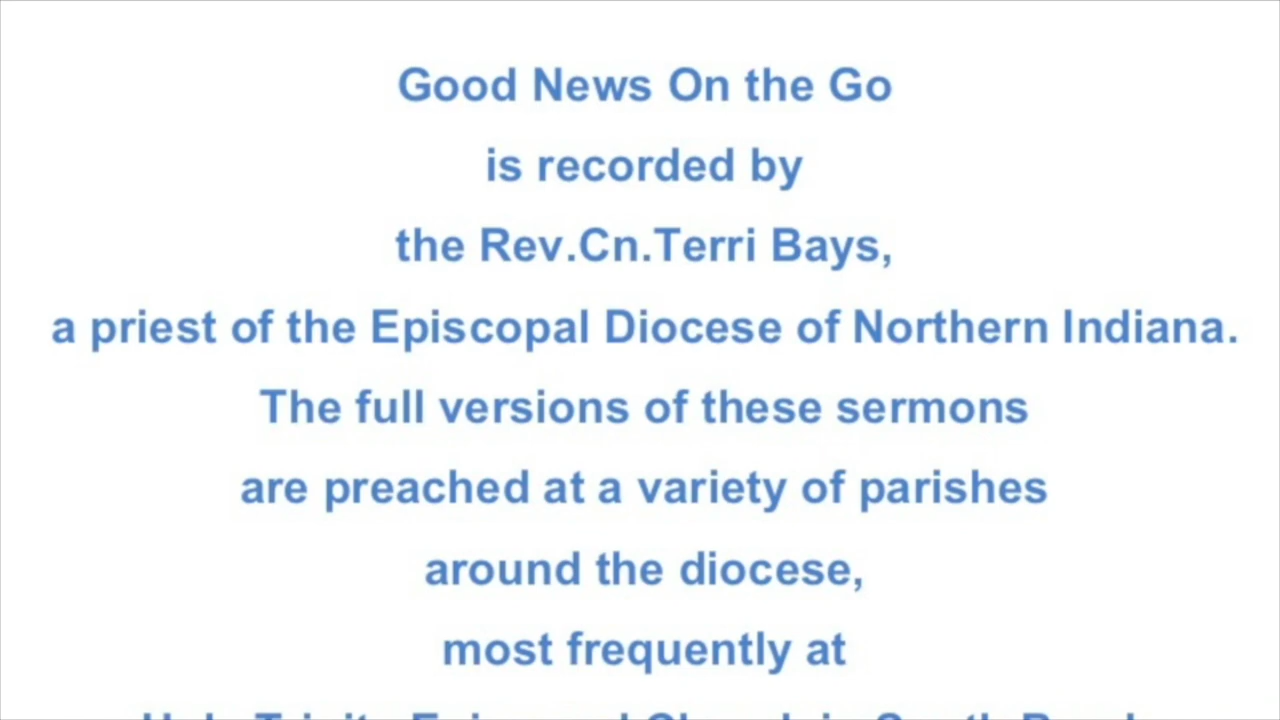 Good News On the Go
is recorded by
the Rev.Cn.Terri Bays,
a priest of the Episcopal Diocese of Northern Indiana.
The full versions of these sermons
are preached at a variety of parishes
around the diocese,
most frequently at